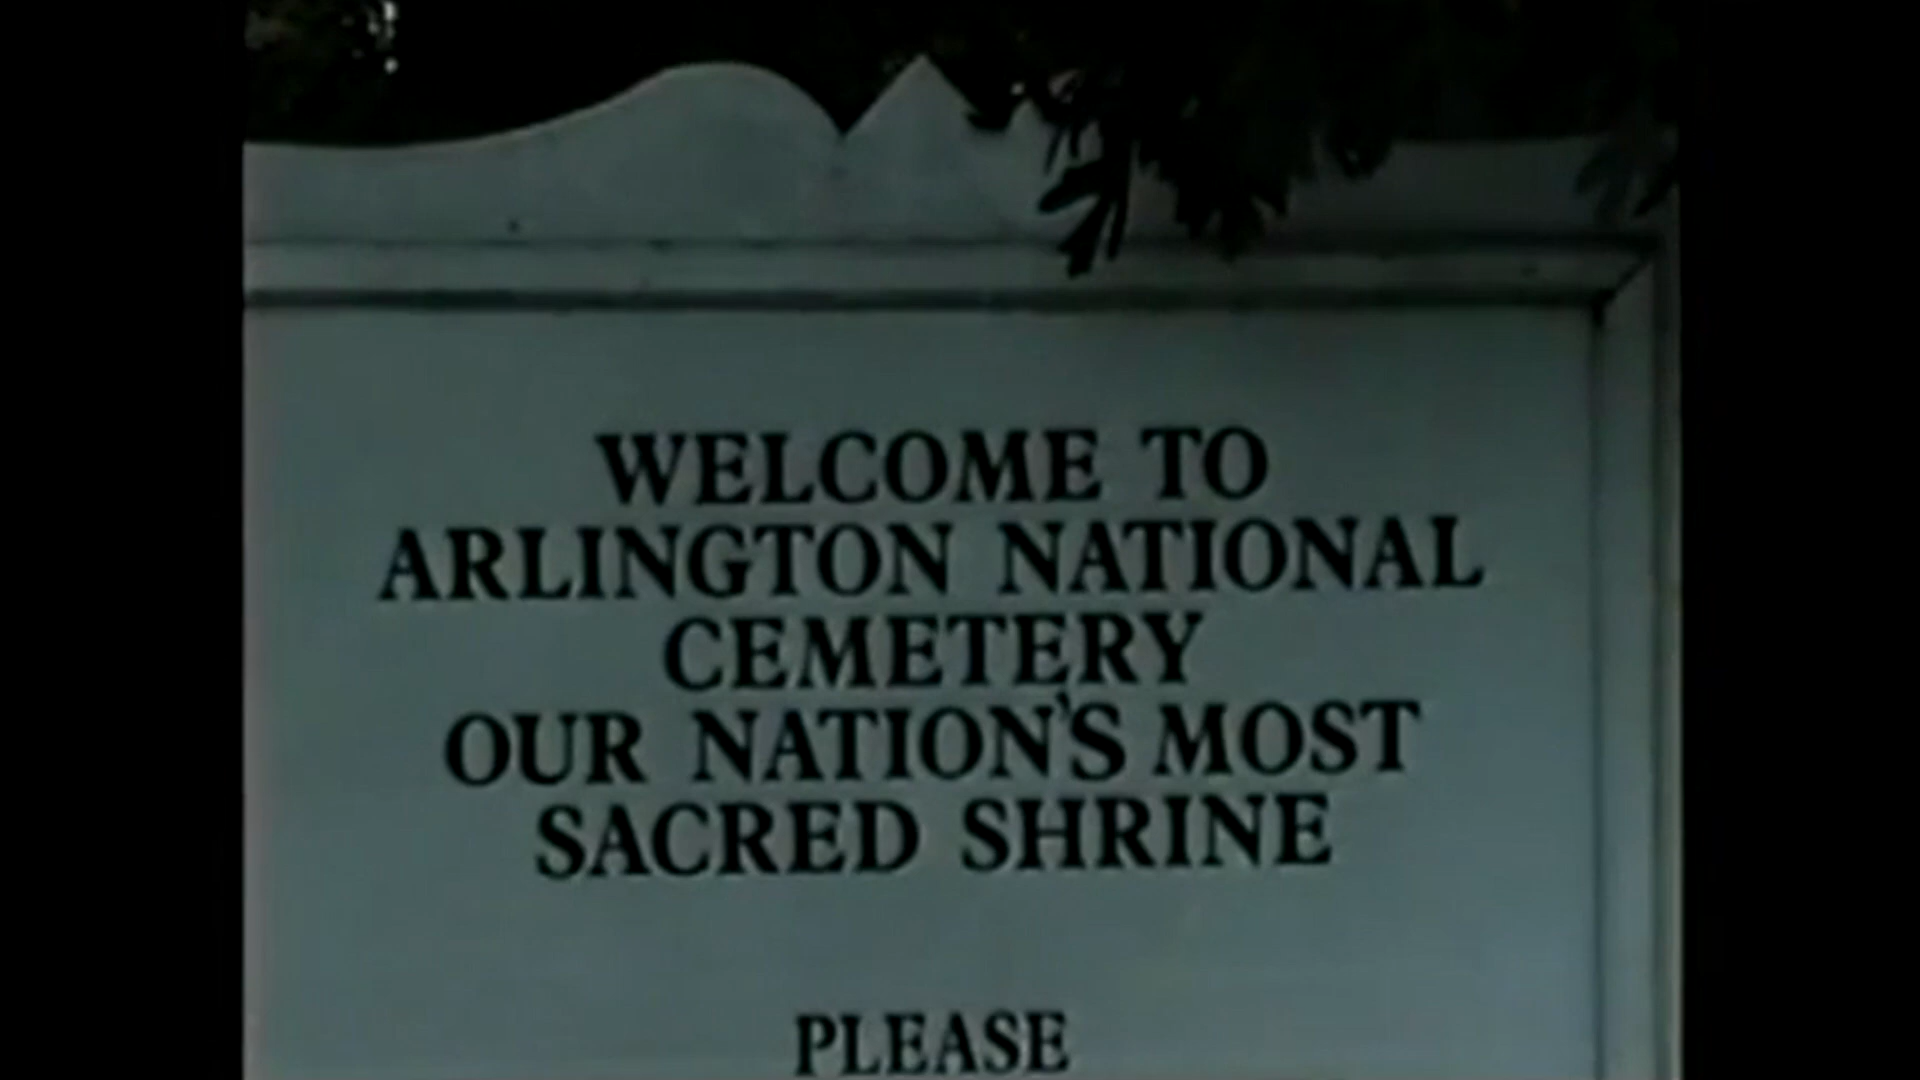 WELCOME TO
ARLINGTON NATIONAL
CEMETERY
OUR NATION'S MOST
SACRED SHRINE
PLEASE